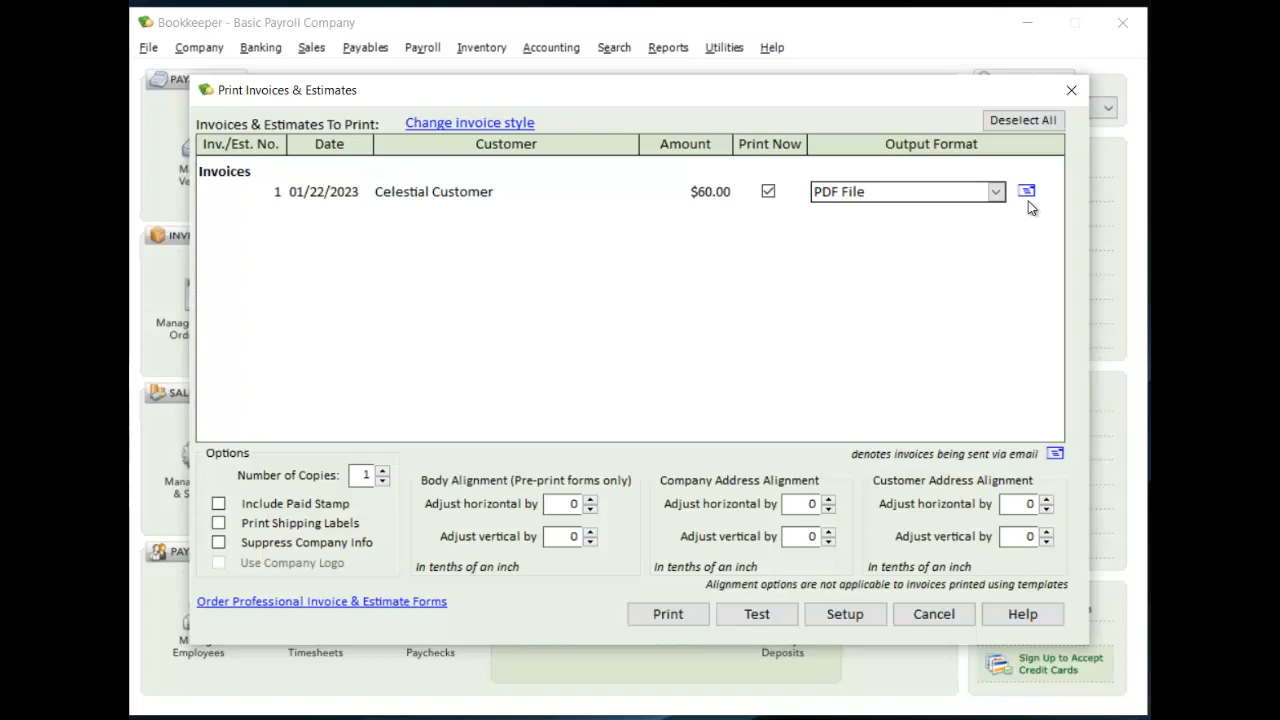 Bookkeeper - Basic Payroll Company
File Company Banking Sales Payables Payroll Inventory Accounting Search Reports Utilities Help
Print Invoices & Estimates
Invoices & Estimates To Print: Change invoice style Deselect All
Inv./Est. No. Date Customer Amount Print Now Output Format
Invoices
1 01/22/2023 Celestial Customer $60.00 PDF File
denotes invoices being sent via email
Options
Number of Copies: 1
Include Paid Stamp
Print Shipping Labels
Suppress Company Info
Use Company Logo
Body Alignment (Pre-print forms only)
Adjust horizontal by 0
Adjust vertical by 0
In tenths of an inch
Company Address Alignment
Adjust horizontal by 0
Adjust vertical by 0
In tenths of an inch
Customer Address Alignment
Adjust horizontal by 0
Adjust vertical by 0
In tenths of an inch
Alignment options are not applicable to invoices printed using templates
Order Professional Invoice & Estimate Forms
Print Test Setup Cancel Help
Employees Timesheets Paychecks Deposits
Sign Up to Accept
Credit Cards